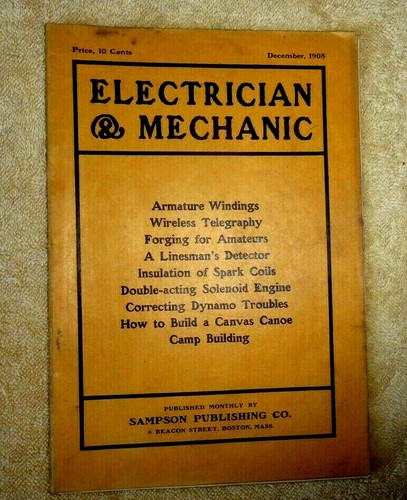 Price, 10 Cents
December, 1908
ELECTRICIAN
& MECHANIC
Armature Windings
Wireless Telegraphy
Forging for Amateurs
A Linesman's Detector
Insulation of Spark Coils
Double-acting Solenoid Engine
Correcting Dynamo Troubles
How to Build a Canvas Canoe
Camp Building
PUBLISHED MONTHLY BY
SAMPSON PUBLISHING CO.
6 BEACON STREET, BOSTON, MASS.